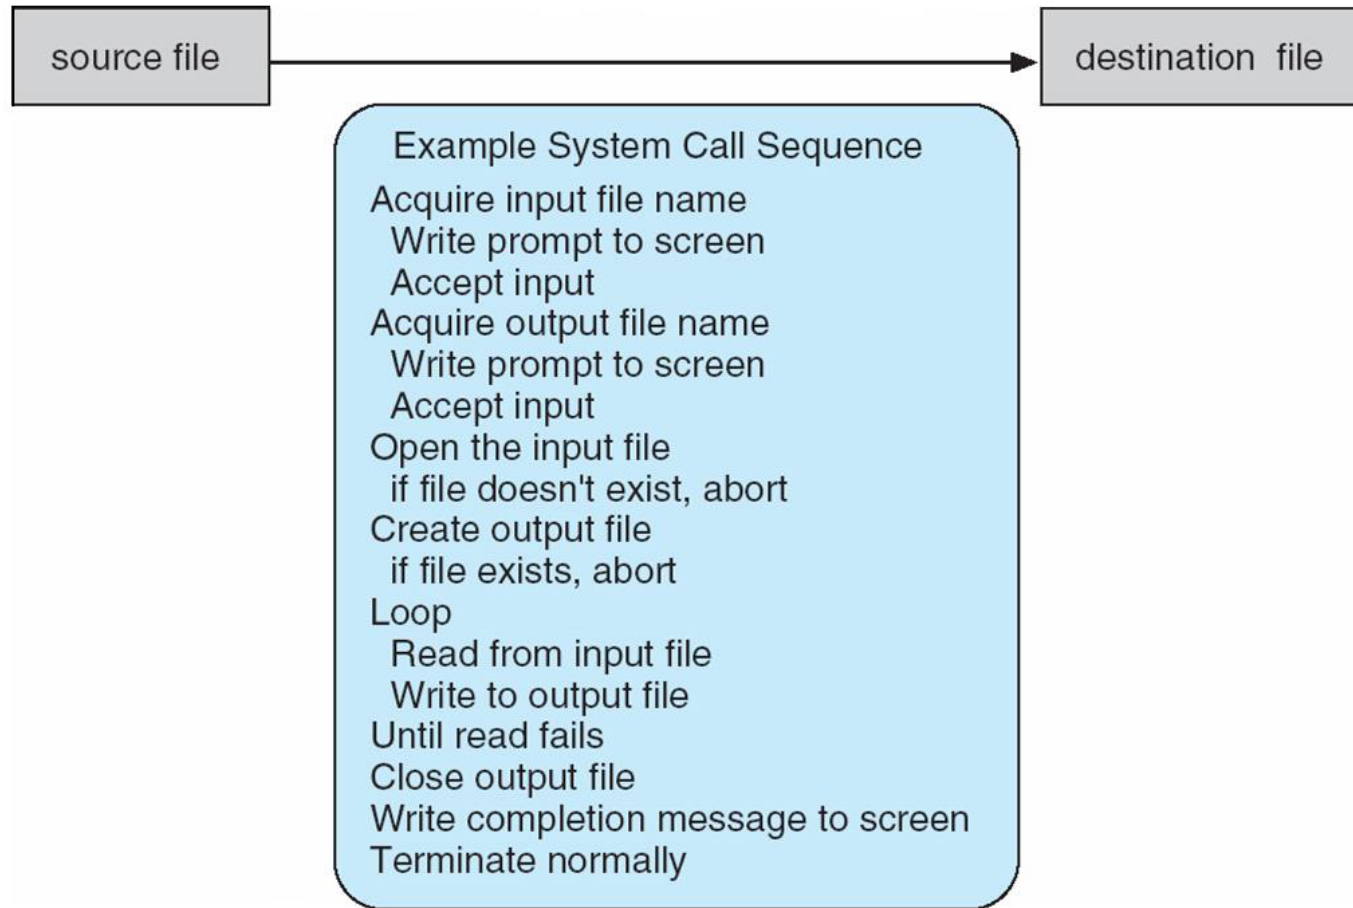 source file
destination file
Example System Call Sequence
Acquire input file name
Write prompt to screen
Accept input
Acquire output file name
Write prompt to screen
Accept input
Open the input file
if file doesn't exist, abort
Create output file
if file exists, abort
Loop
Read from input file
Write to output file
Until read fails
Close output file
Write completion message to screen
Terminate normally